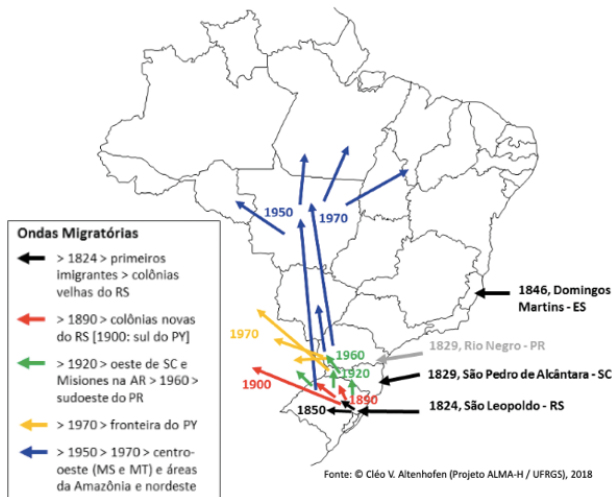 1950
1970
Ondas Migratórias
> 1824 > primeiros
imigrantes > colônias
velhas do RS
> 1890 > colônias novas
do RS [1900: sul do PY]
> 1920 > oeste de SC e
Misiones na AR > 1960 >
sudoeste do PR
> 1970 > fronteira do PY
> 1950 > 1970 > centro-
oeste (MS e MT) e áreas
da Amazônia e nordeste
1846, Domingos
Martins - ES
1970
1960
1829, Rio Negro - PR
1920
1829, São Pedro de Alcântara - SC
1900
1890
1850
1824, São Leopoldo - RS
Fonte: © Cléo V. Altenhofen (Projeto ALMA-H / UFRGS), 2018